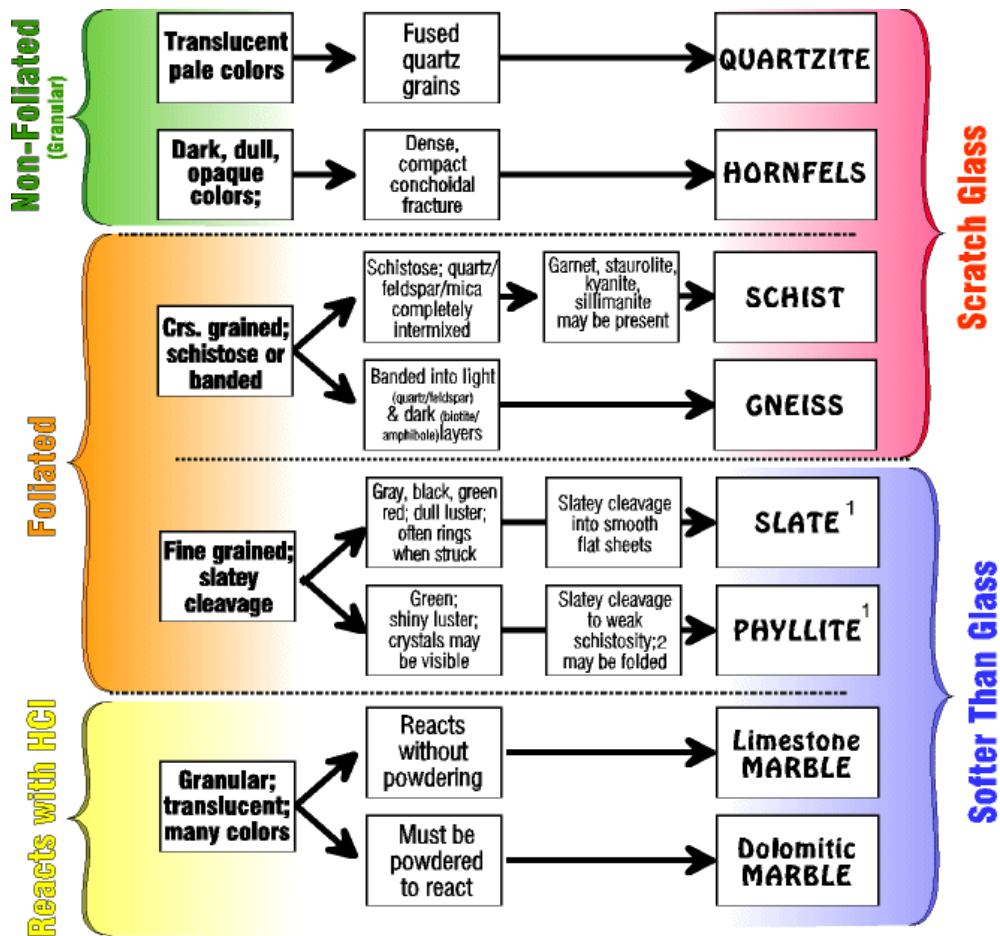 Non-Foliated
(Granular)
Translucent
pale colors
Fused
quartz
grains
QUARTZITE
Dark, dull,
opaque
colors;
Dense,
compact
conchoidal
fracture
HORNFELS
Scratch Glass
Foliated
Crs. grained;
schistose or
banded
Schistose; quartz/
feldspar/mica
completely
intermixed
Garnet, staurolite,
kyanite,
sillimanite
may be present
SCHIST
Banded into light
(quartz/feldspar)
& dark (biotite/
amphibole)layers
GNEISS
Fine grained;
slatey
cleavage
Gray, black, green
red; dull luster;
often rings
when struck
Slatey cleavage
into smooth
flat sheets
SLATE 1
Green;
shiny luster;
crystals may
be visible
Slatey cleavage
to weak
schistosity;2
may be folded
PHYLLITE 1
Softer Than Glass
Reacts with HCl
Granular;
translucent;
many colors
Reacts
without
powdering
Limestone
MARBLE
Must be
powdered
to react
Dolomitic
MARBLE